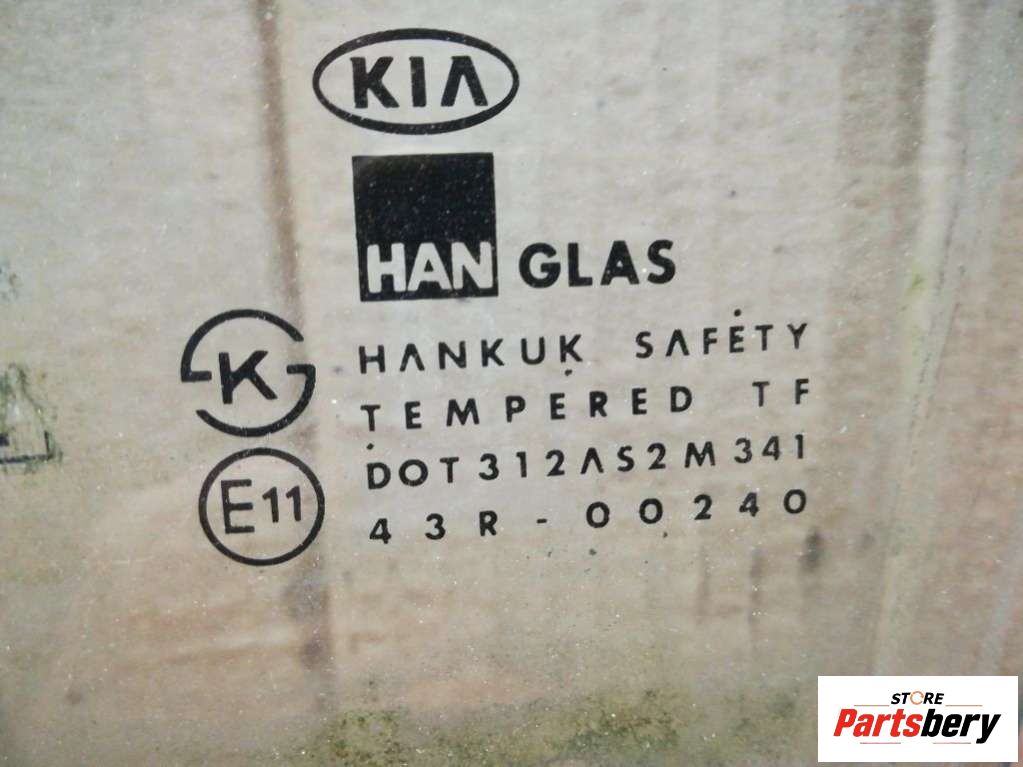 KIA
HAN GLAS
K HANKUK SAFETY
TEMPERED TF
DOT312AS2M341
E11 43R-00240
STORE
Partsbery